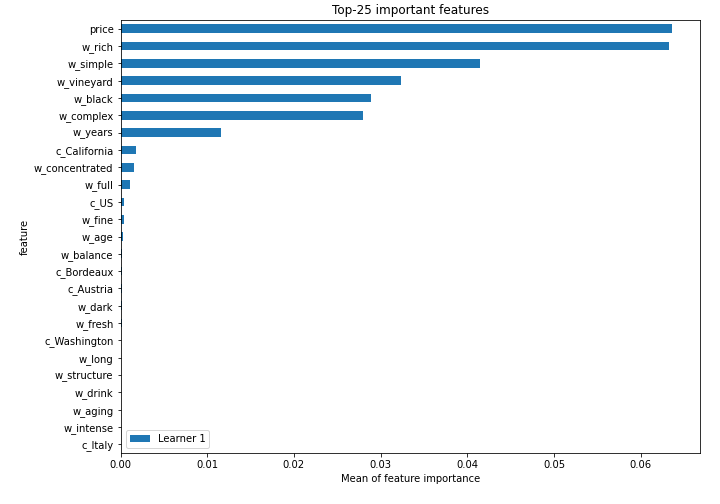 Top-25 important features
price
w_rich
w_simple
w_vineyard
w_black
w_complex
w_years
c_California
w_concentrated
w_full
c_US
w_fine
w_age
w_balance
c_Bordeaux
c_Austria
w_dark
w_fresh
c_Washington
w_long
w_structure
w_drink
w_aging
w_intense
c_Italy
feature
Learner 1
0.00 0.01 0.02 0.03 0.04 0.05 0.06
Mean of feature importance